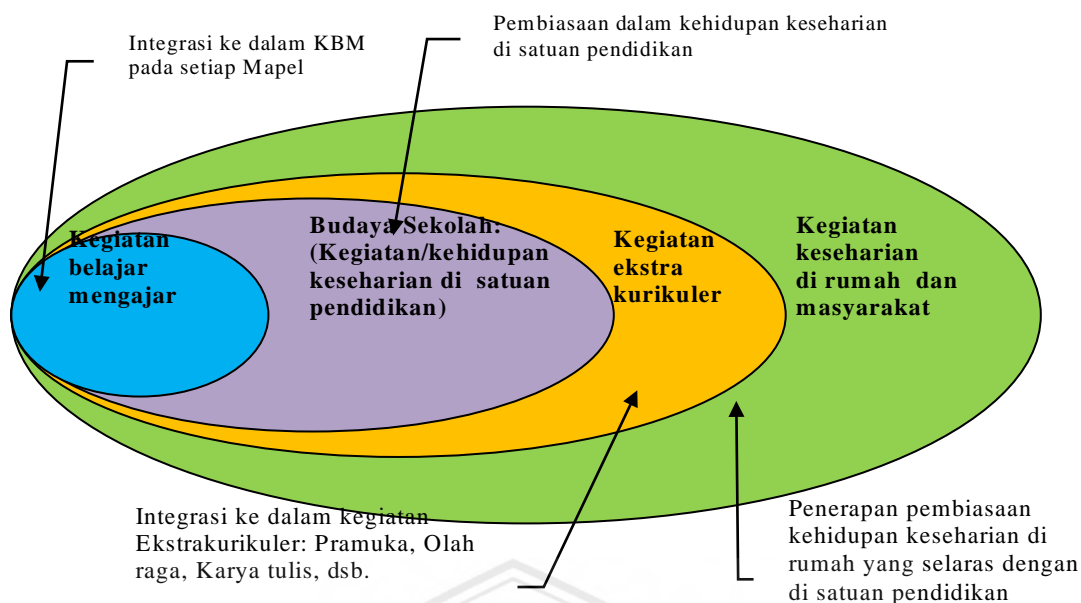 Integrasi ke dalam KBM
pada setiap Mapel
Pembiasaan dalam kehidupan keseharian
di satuan pendidikan
Kegiatan
belajar
mengajar
Budaya Sekolah:
(Kegiatan/kehidupan
keseharian di satuan
pendidikan)
Kegiatan
ekstra
kurikuler
Kegiatan
keseharian
di rumah dan
masyarakat
Integrasi ke dalam kegiatan
Ekstrakurikuler: Pramuka, Olah
raga, Karya tulis, dsb.
Penerapan pembiasaan
kehidupan keseharian di
rumah yang selaras dengan
di satuan pendidikan